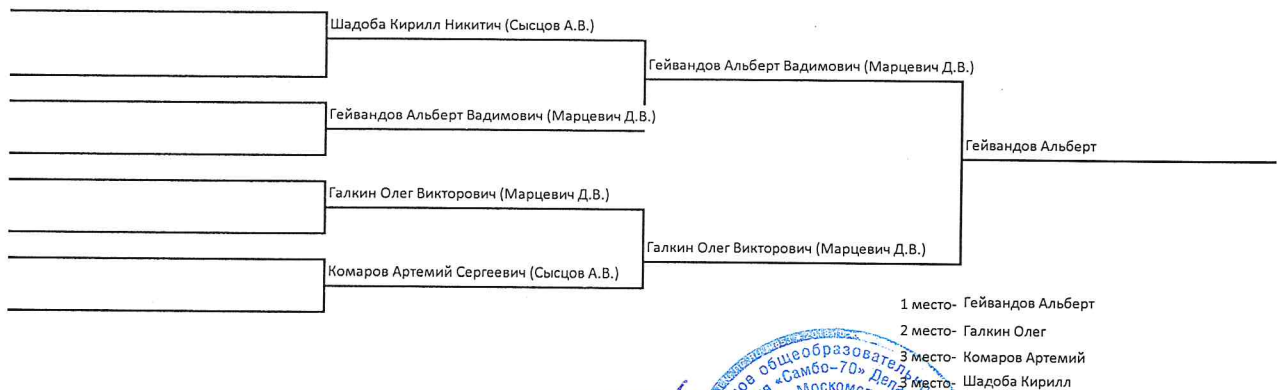 Шадоба Кирилл Никитич (Сысцов А.В.)
Гейвандов Альберт Вадимович (Марцевич Д.В.)
Гейвандов Альберт Вадимович (Марцевич Д.В.)
Гейвандов Альберт
Галкин Олег Викторович (Марцевич Д.В.)
Галкин Олег Викторович (Марцевич Д.В.)
Комаров Артемий Сергеевич (Сысцов А.В.)
1 место- Гейвандов Альберт
2 место- Галкин Олег
3 место- Комаров Артемий
3 место- Шадоба Кирилл
«Самбо-70»